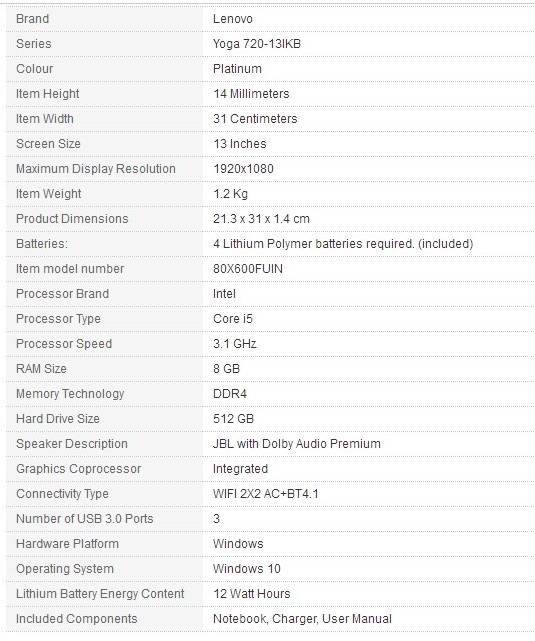 Brand Lenovo
Series Yoga 720-13IKB
Colour Platinum
Item Height 14 Millimeters
Item Width 31 Centimeters
Screen Size 13 Inches
Maximum Display Resolution 1920x1080
Item Weight 1.2 Kg
Product Dimensions 21.3 x 31 x 1.4 cm
Batteries: 4 Lithium Polymer batteries required. (included)
Item model number 80X600FUIN
Processor Brand Intel
Processor Type Core i5
Processor Speed 3.1 GHz
RAM Size 8 GB
Memory Technology DDR4
Hard Drive Size 512 GB
Speaker Description JBL with Dolby Audio Premium
Graphics Coprocessor Integrated
Connectivity Type WIFI 2X2 AC+BT4.1
Number of USB 3.0 Ports 3
Hardware Platform Windows
Operating System Windows 10
Lithium Battery Energy Content 12 Watt Hours
Included Components Notebook, Charger, User Manual